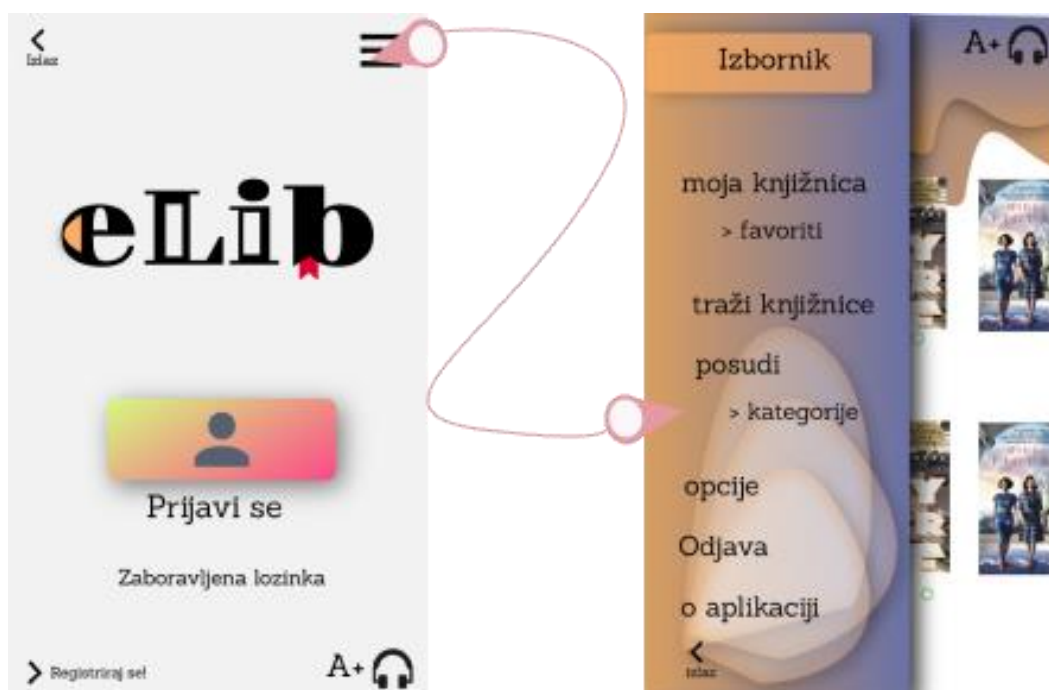 Izlaz
eLib
Prijavi se
Zaboravljena lozinka
Registriraj se!
A+
Izbornik
moja knjižnica
> favoriti
traži knjižnice
posudi
> kategorije
opcije
Odjava
o aplikaciji
izlaz
A+